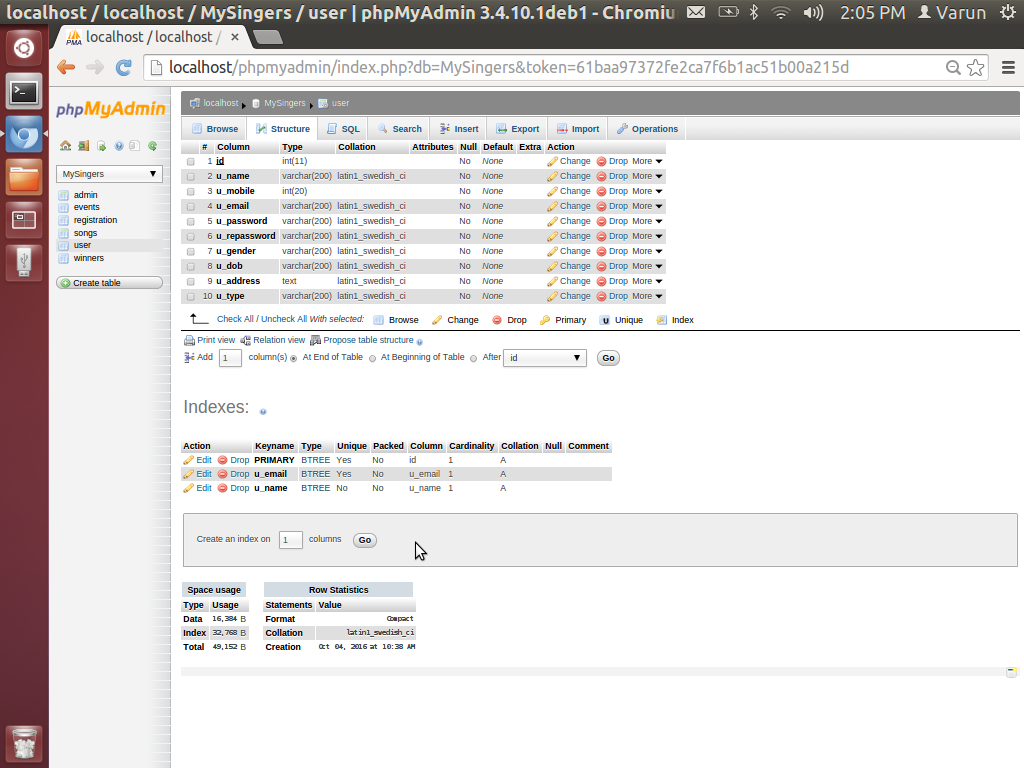 localhost / localhost / MySingers / user | phpMyAdmin 3.4.10.1deb1 - Chromiu 2:05 PM Varun
PMA localhost / localhost / ×
localhost/phpmyadmin/index.php?db=MySingers&token=61baa97372fe2ca7f6b1ac51b00a215d
phpMyAdmin
MySingers
admin
events
registration
songs
user
winners
Create table
localhost MySingers user
Browse Structure SQL Search Insert Export Import Operations
# Column Type Collation Attributes Null Default Extra Action
1 id int(11) No None Change Drop More
2 u_name varchar(200) latin1_swedish_ci No None Change Drop More
3 u_mobile int(20) No None Change Drop More
4 u_email varchar(200) latin1_swedish_ci No None Change Drop More
5 u_password varchar(200) latin1_swedish_ci No None Change Drop More
6 u_repassword varchar(200) latin1_swedish_ci No None Change Drop More
7 u_gender varchar(200) latin1_swedish_ci No None Change Drop More
8 u_dob varchar(200) latin1_swedish_ci No None Change Drop More
9 u_address text latin1_swedish_ci No None Change Drop More
10 u_type varchar(200) latin1_swedish_ci No None Change Drop More
Check All / Uncheck All With selected: Browse Change Drop Primary Unique Index
Print view Relation view Propose table structure
Add 1 column(s) At End of Table At Beginning of Table After id Go
Indexes:
Action Keyname Type Unique Packed Column Cardinality Collation Null Comment
Edit Drop PRIMARY BTREE Yes No id 1 A
Edit Drop u_email BTREE Yes No u_email 1 A
Edit Drop u_name BTREE No No u_name 1 A
Create an index on 1 columns Go
Space usage
Type Usage
Data 16,384 B
Index 32,768 B
Total 49,152 B
Row Statistics
Statements Value
Format Compact
Collation latin1_swedish_ci
Creation Oct 04, 2016 at 10:38 AM